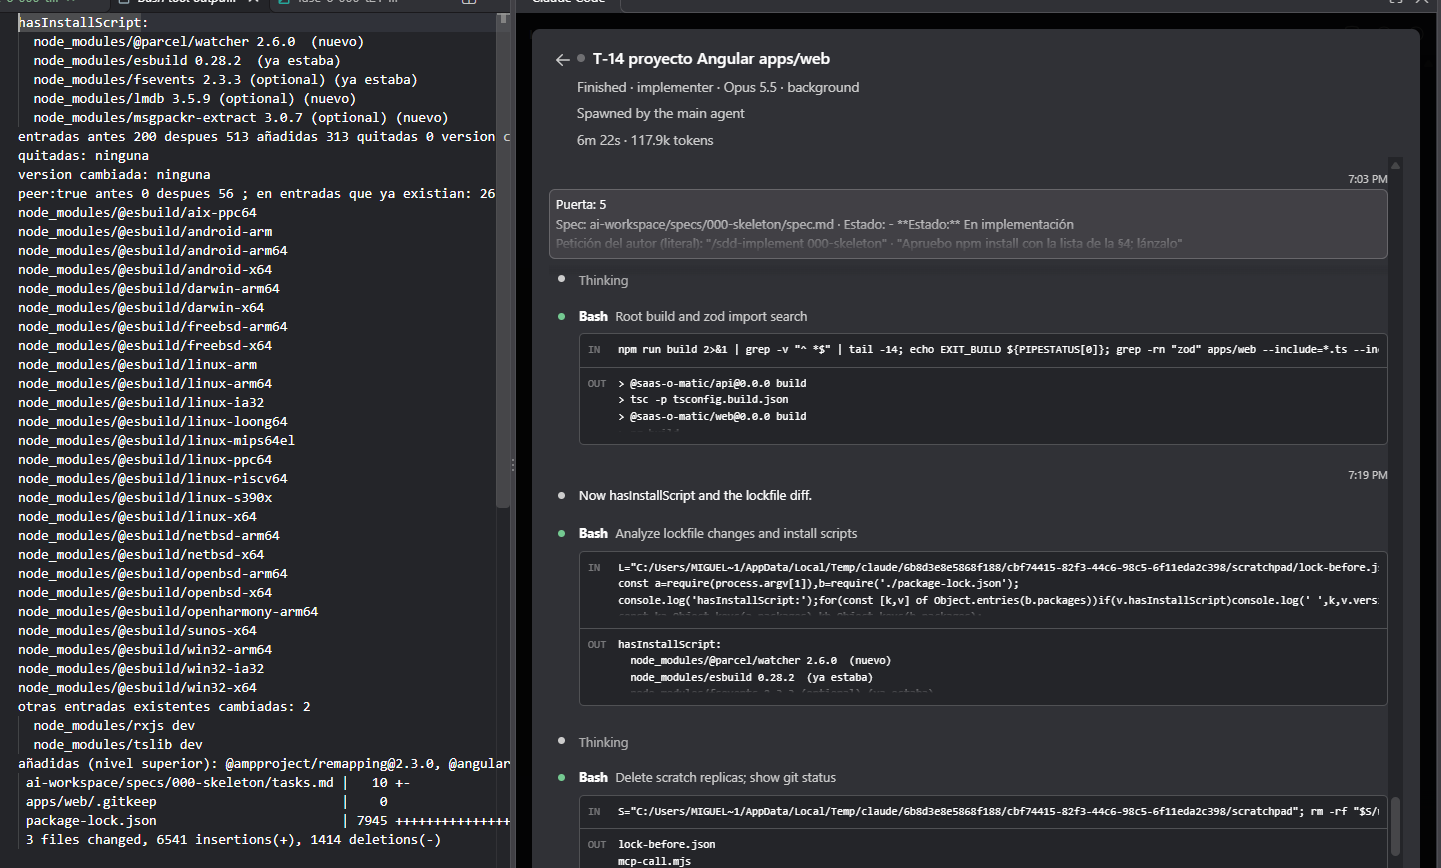 hasInstallScript:
node_modules/@parcel/watcher 2.6.0  (nuevo)
node_modules/esbuild 0.28.2  (ya estaba)
node_modules/fsevents 2.3.3 (optional) (ya estaba)
node_modules/lmdb 3.5.9 (optional) (nuevo)
node_modules/msgpackr-extract 3.0.7 (optional) (nuevo)
entradas antes 200 despues 513 añadidas 313 quitadas 0 version c
quitadas: ninguna
version cambiada: ninguna
peer:true antes 0 despues 56 ; en entradas que ya existian: 26
node_modules/@esbuild/aix-ppc64
node_modules/@esbuild/android-arm
node_modules/@esbuild/android-arm64
node_modules/@esbuild/android-x64
node_modules/@esbuild/darwin-arm64
node_modules/@esbuild/darwin-x64
node_modules/@esbuild/freebsd-arm64
node_modules/@esbuild/freebsd-x64
node_modules/@esbuild/linux-arm
node_modules/@esbuild/linux-arm64
node_modules/@esbuild/linux-ia32
node_modules/@esbuild/linux-loong64
node_modules/@esbuild/linux-mips64el
node_modules/@esbuild/linux-ppc64
node_modules/@esbuild/linux-riscv64
node_modules/@esbuild/linux-s390x
node_modules/@esbuild/linux-x64
node_modules/@esbuild/netbsd-arm64
node_modules/@esbuild/netbsd-x64
node_modules/@esbuild/openbsd-arm64
node_modules/@esbuild/openbsd-x64
node_modules/@esbuild/openharmony-arm64
node_modules/@esbuild/sunos-x64
node_modules/@esbuild/win32-arm64
node_modules/@esbuild/win32-ia32
node_modules/@esbuild/win32-x64
otras entradas existentes cambiadas: 2
node_modules/rxjs dev
node_modules/tslib dev
añadidas (nivel superior): @ampproject/remapping@2.3.0, @angular
ai-workspace/specs/000-skeleton/tasks.md |   10 +-
apps/web/.gitkeep                        |    0
package-lock.json                        | 7945 +++++++++++++++
3 files changed, 6541 insertions(+), 1414 deletions(-)
Claude Code
T-14 proyecto Angular apps/web
Finished · implementer · Opus 5.5 · background
Spawned by the main agent
6m 22s · 117.9k tokens
7:03 PM
Puerta: 5
Spec: ai-workspace/specs/000-skeleton/spec.md · Estado: - **Estado:** En implementación
Petición del autor (literal): "/sdd-implement 000-skeleton" · "Apruebo npm install con la lista de la §4; lánzalo"
Thinking
Bash Root build and zod import search
IN npm run build 2>&1 | grep -v "^ *$" | tail -14; echo EXIT_BUILD ${PIPESTATUS[0]}; grep -rn "zod" apps/web --include=*.ts --in
OUT > @saas-o-matic/api@0.0.0 build
> tsc -p tsconfig.build.json
> @saas-o-matic/web@0.0.0 build
7:19 PM
Now hasInstallScript and the lockfile diff.
Bash Analyze lockfile changes and install scripts
IN L="C:/Users/MIGUEL~1/AppData/Local/Temp/claude/6b8d3e8e5868f188/cbf74415-82f3-44c6-98c5-6f11eda2c398/scratchpad/lock-before.js
const a=require(process.argv[1]),b=require('./package-lock.json');
console.log('hasInstallScript:');for(const [k,v] of Object.entries(b.packages))if(v.hasInstallScript)console.log(' ',k,v.versi
OUT hasInstallScript:
node_modules/@parcel/watcher 2.6.0  (nuevo)
node_modules/esbuild 0.28.2  (ya estaba)
Thinking
Bash Delete scratch replicas; show git status
IN S="C:/Users/MIGUEL~1/AppData/Local/Temp/claude/6b8d3e8e5868f188/cbf74415-82f3-44c6-98c5-6f11eda2c398/scratchpad"; rm -rf "$S/
OUT lock-before.json
mcp-call.mjs